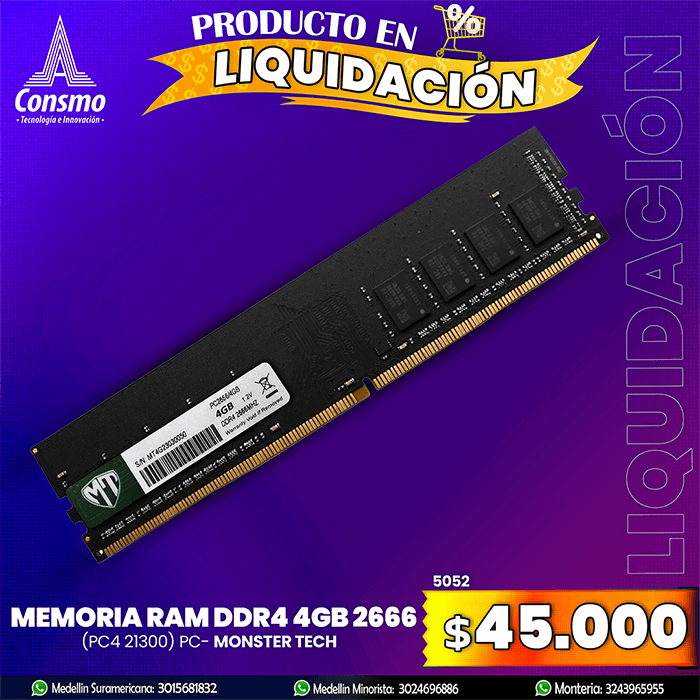 Consmo
• Tecnología e Innovación •
PRODUCTO EN
%
LIQUIDACIÓN
LIQUIDACIÓN
PC2666/4GB
4GB 1.2V
DDR4 2666MHZ
Warranty Void If Removed
S/N: MT4G23030050
MT
5052
MEMORIA RAM DDR4 4GB 2666
(PC4 21300) PC- MONSTER TECH
$45.000
Medellin Suramericana: 3015681832
Medellin Minorista: 3024696886
Monteria: 3243965955